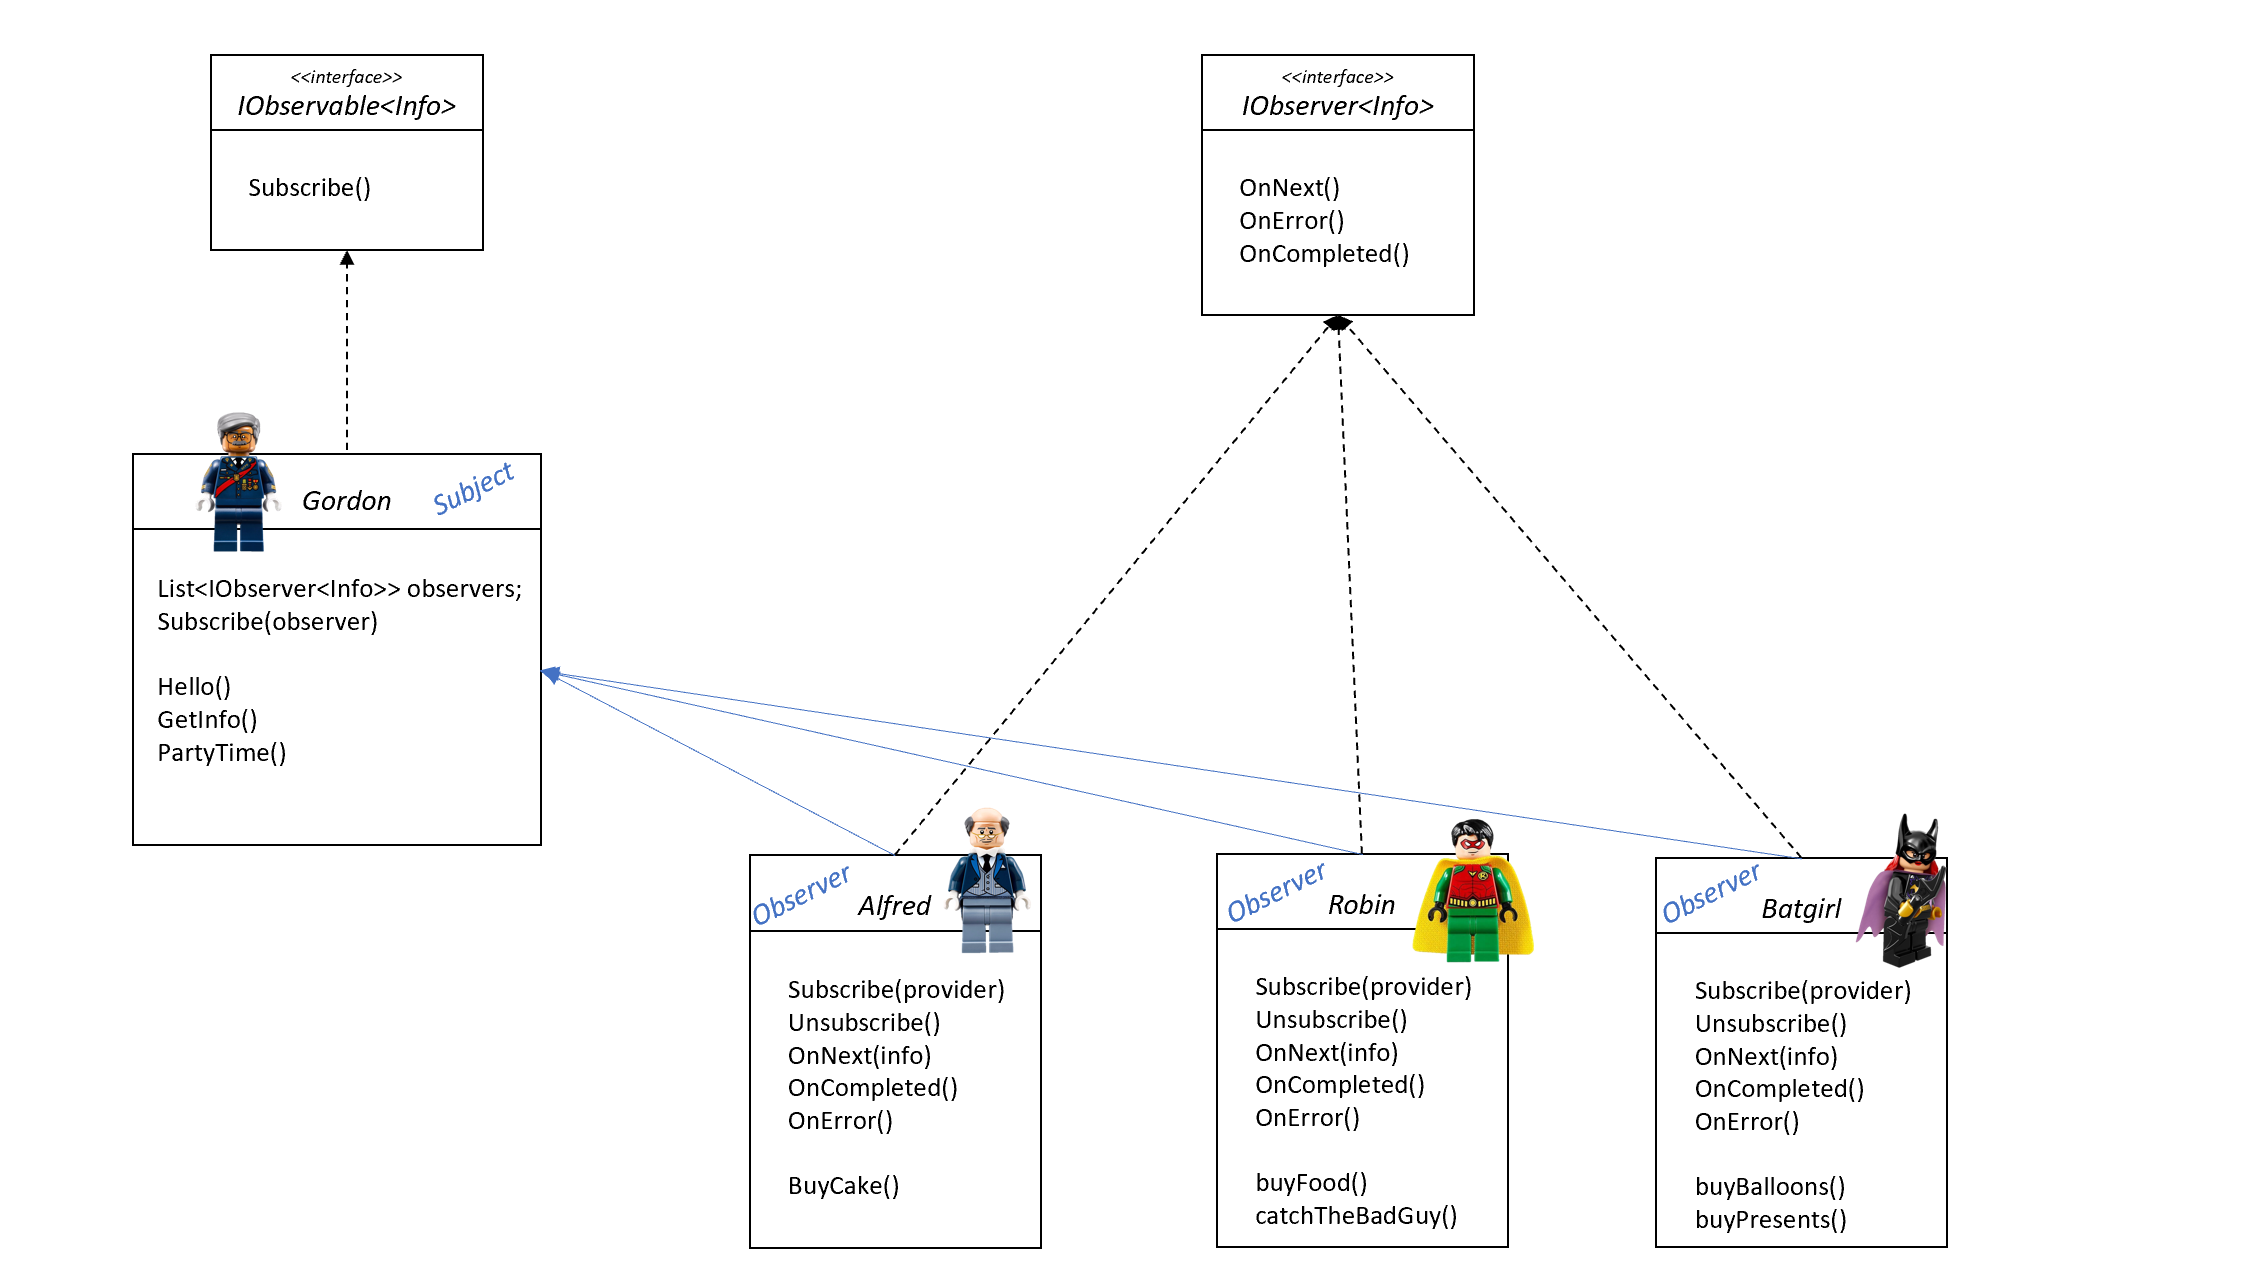 <<interface>>
IObservable<Info>
Subscribe()
<<interface>>
IObserver<Info>
OnNext()
OnError()
OnCompleted()
Gordon
Subject
List<IObserver<Info>> observers;
Subscribe(observer)
Hello()
GetInfo()
PartyTime()
Observer
Alfred
Subscribe(provider)
Unsubscribe()
OnNext(info)
OnCompleted()
OnError()
BuyCake()
Observer
Robin
Subscribe(provider)
Unsubscribe()
OnNext(info)
OnCompleted()
OnError()
buyFood()
catchTheBadGuy()
Observer
Batgirl
Subscribe(provider)
Unsubscribe()
OnNext(info)
OnCompleted()
OnError()
buyBalloons()
buyPresents()